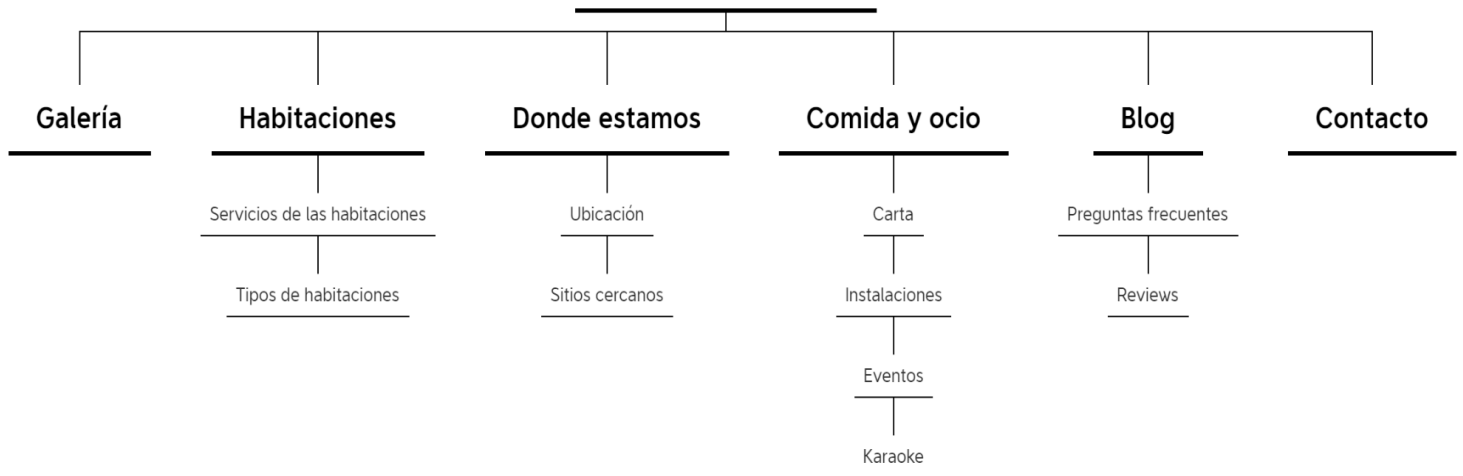 Galería
Habitaciones
Donde estamos
Comida y ocio
Blog
Contacto
Servicios de las habitaciones
Ubicación
Carta
Preguntas frecuentes
Tipos de habitaciones
Sitios cercanos
Instalaciones
Reviews
Eventos
Karaoke